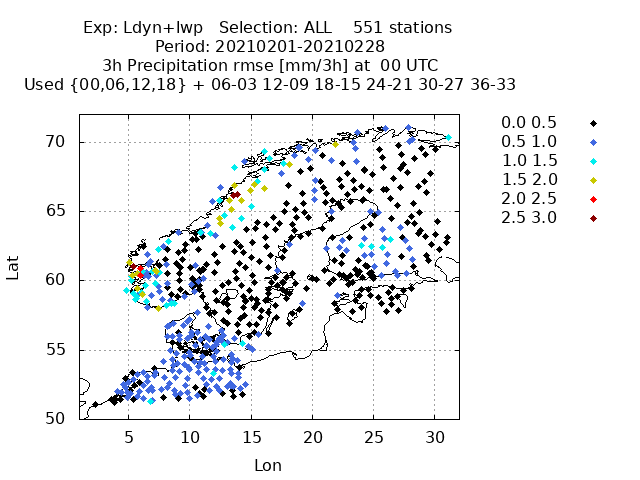 Exp: Ldyn+lwp   Selection: ALL    551 stations
Period: 20210201-20210228
3h Precipitation rmse [mm/3h] at  00 UTC
Used {00,06,12,18} + 06-03 12-09 18-15 24-21 30-27 36-33
0.0 0.5
0.5 1.0
1.0 1.5
1.5 2.0
2.0 2.5
2.5 3.0
70
65
60
55
50
Lat
5 10 15 20 25 30
Lon